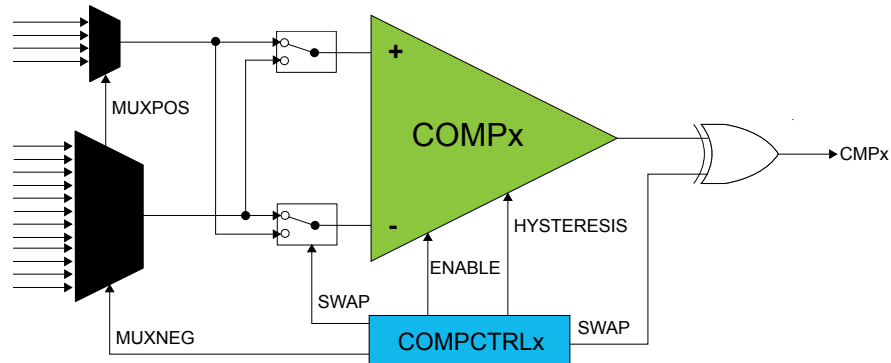 +
MUXPOS
COMPx
CMPx
-
HYSTERESIS
ENABLE
SWAP
SWAP
MUXNEG
COMPCTRLx